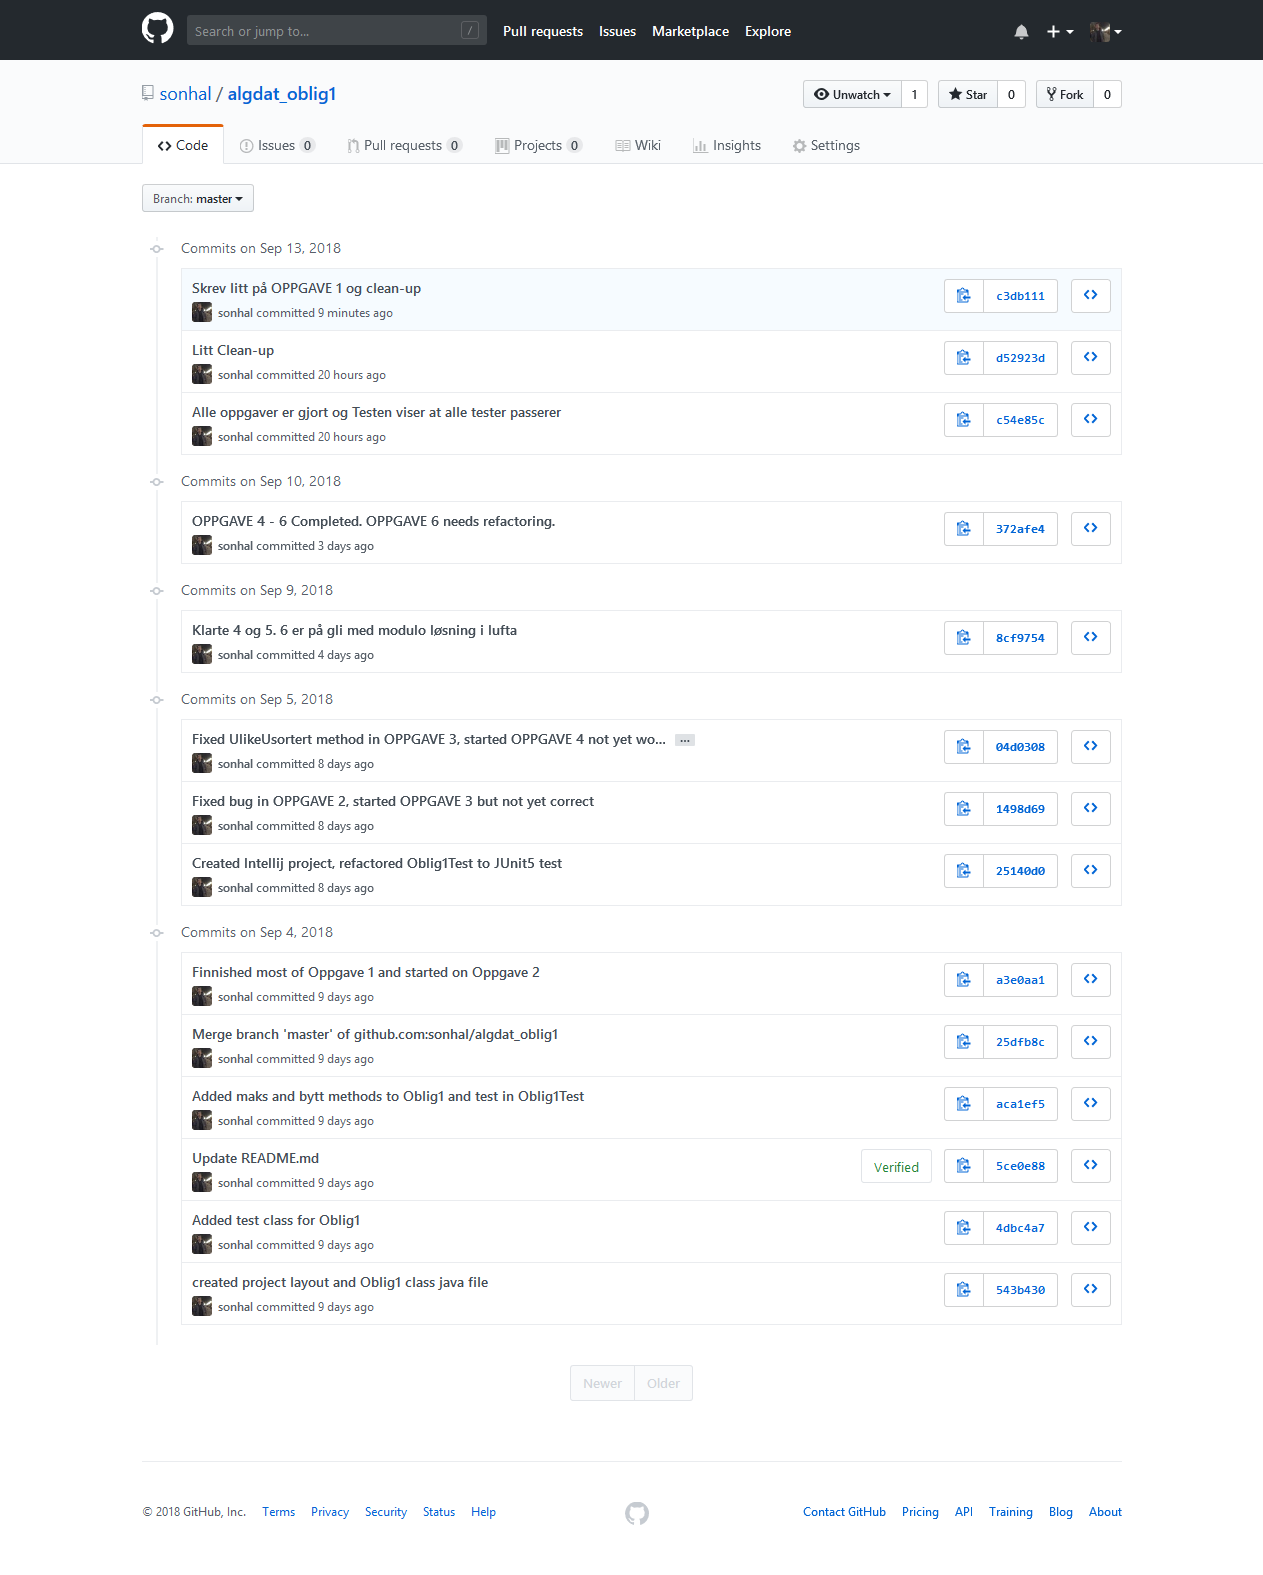 Search or jump to... / Pull requests Issues Marketplace Explore
sonhal / algdat_oblig1 Unwatch 1 Star 0 Fork 0
Code Issues 0 Pull requests 0 Projects 0 Wiki Insights Settings
Branch: master
Commits on Sep 13, 2018
Skrev litt på OPPGAVE 1 og clean-up
sonhal committed 9 minutes ago
c3db111
Litt Clean-up
sonhal committed 20 hours ago
d52923d
Alle oppgaver er gjort og Testen viser at alle tester passerer
sonhal committed 20 hours ago
c54e85c
Commits on Sep 10, 2018
OPPGAVE 4 - 6 Completed. OPPGAVE 6 needs refactoring.
sonhal committed 3 days ago
372afe4
Commits on Sep 9, 2018
Klarte 4 og 5. 6 er på gli med modulo løsning i lufta
sonhal committed 4 days ago
8cf9754
Commits on Sep 5, 2018
Fixed UlikeUsortert method in OPPGAVE 3, started OPPGAVE 4 not yet wo... ...
sonhal committed 8 days ago
04d0308
Fixed bug in OPPGAVE 2, started OPPGAVE 3 but not yet correct
sonhal committed 8 days ago
1498d69
Created Intellij project, refactored Oblig1Test to JUnit5 test
sonhal committed 8 days ago
25140d0
Commits on Sep 4, 2018
Finnished most of Oppgave 1 and started on Oppgave 2
sonhal committed 9 days ago
a3e0aa1
Merge branch 'master' of github.com:sonhal/algdat_oblig1
sonhal committed 9 days ago
25dfb8c
Added maks and bytt methods to Oblig1 and test in Oblig1Test
sonhal committed 9 days ago
aca1ef5
Update README.md
sonhal committed 9 days ago
Verified 5ce0e88
Added test class for Oblig1
sonhal committed 9 days ago
4dbc4a7
created project layout and Oblig1 class java file
sonhal committed 9 days ago
543b430
Newer Older
© 2018 GitHub, Inc. Terms Privacy Security Status Help Contact GitHub Pricing API Training Blog About